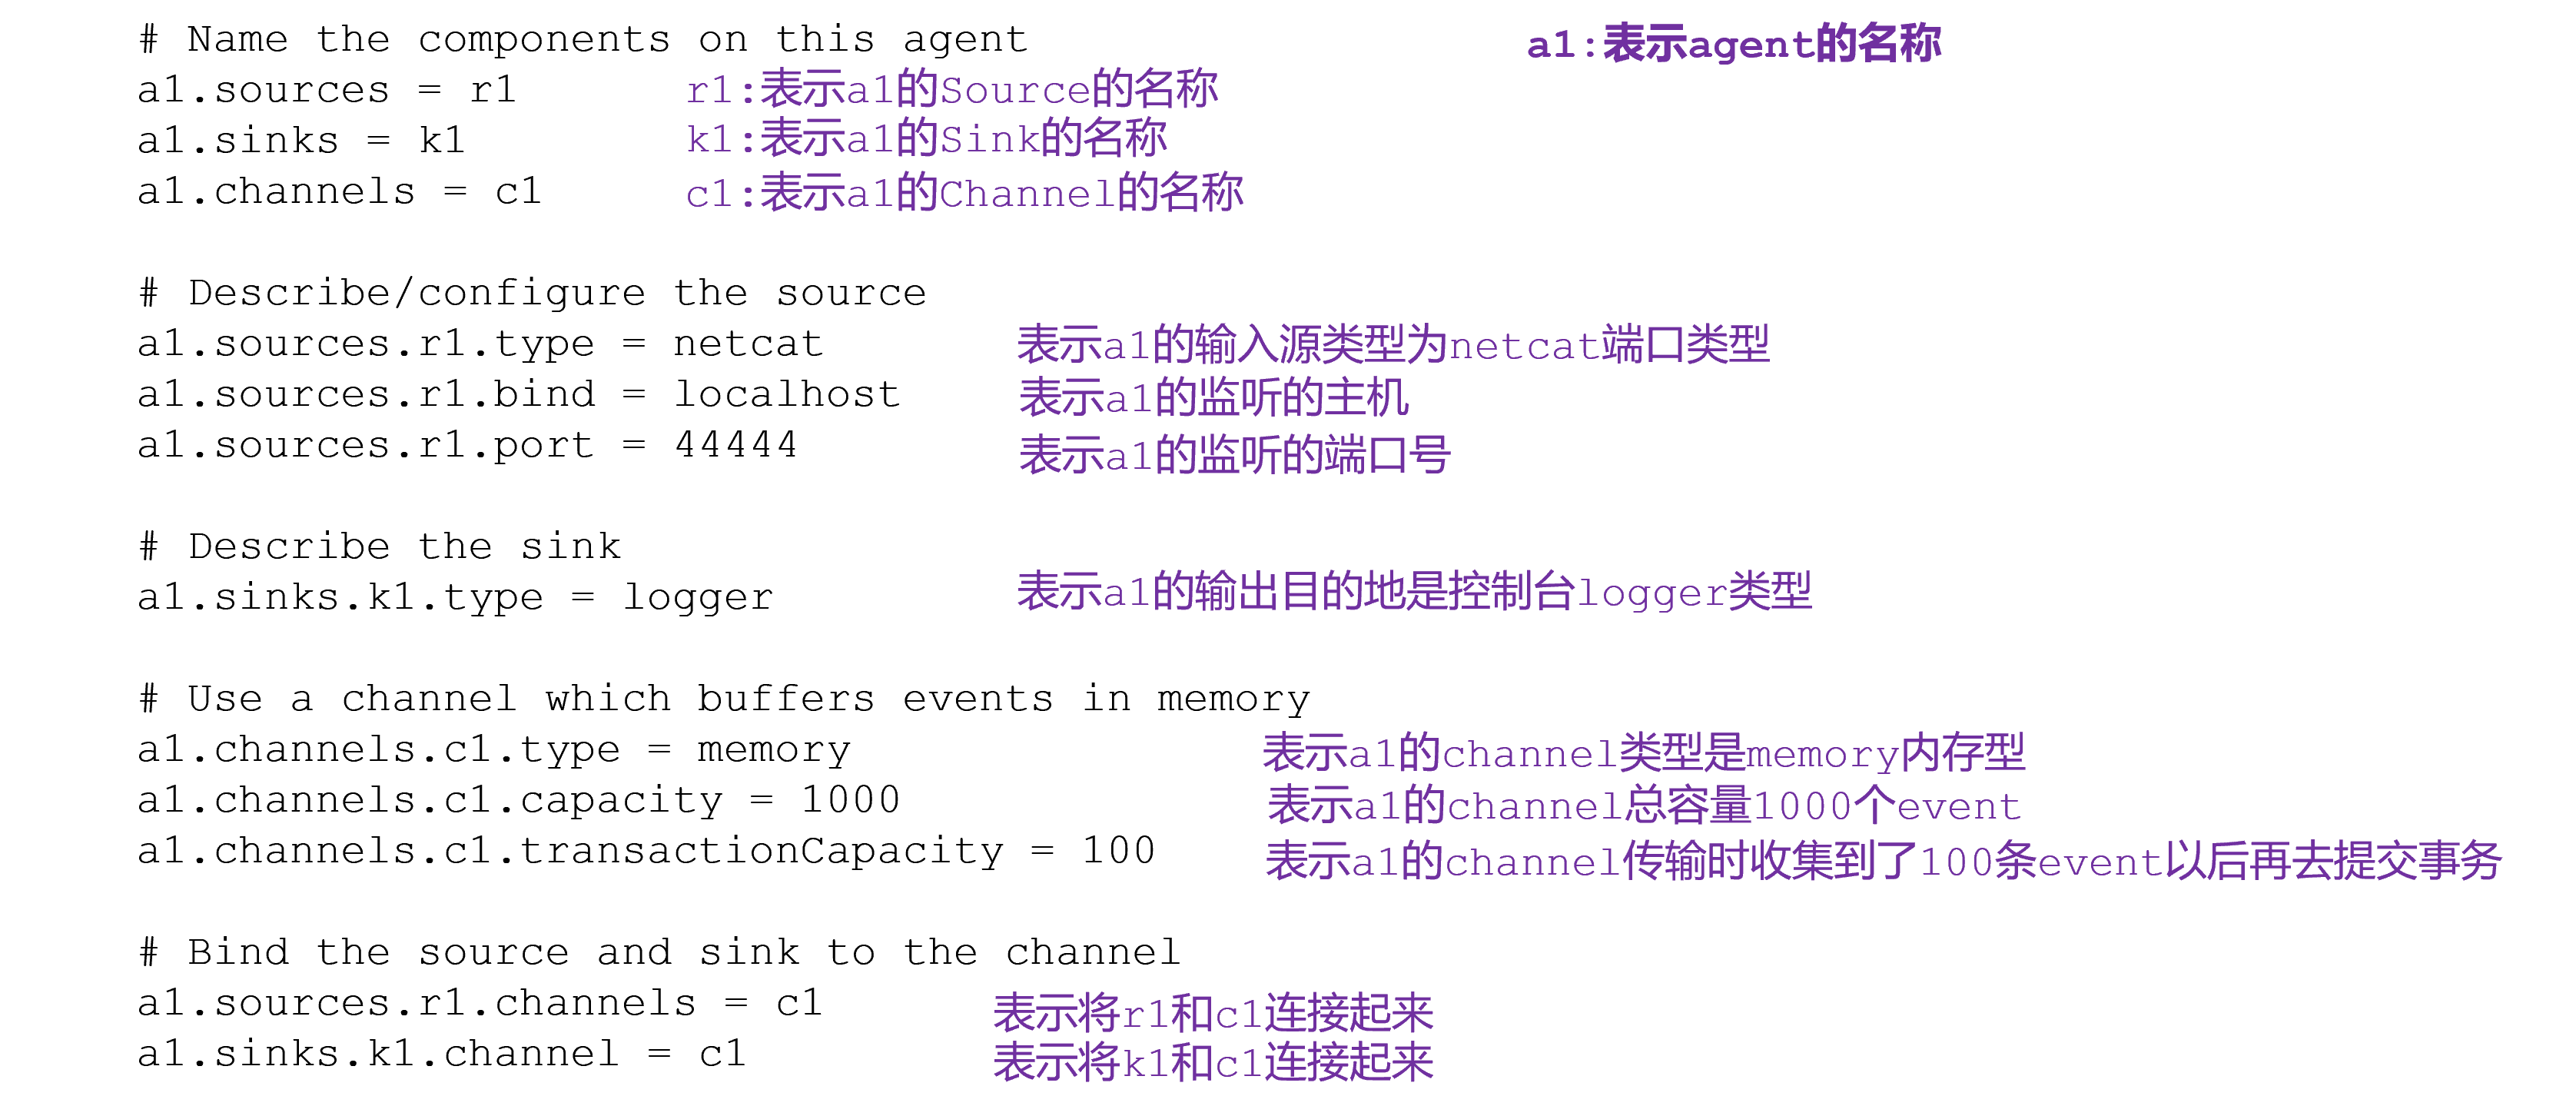 # Name the components on this agent a1:表示agent的名称
a1.sources = r1 r1:表示a1的Source的名称
a1.sinks = k1 k1:表示a1的Sink的名称
a1.channels = c1 c1:表示a1的Channel的名称
# Describe/configure the source
a1.sources.r1.type = netcat 表示a1的输入源类型为netcat端口类型
a1.sources.r1.bind = localhost 表示a1的监听的主机
a1.sources.r1.port = 44444 表示a1的监听的端口号
# Describe the sink
a1.sinks.k1.type = logger 表示a1的输出目的地是控制台logger类型
# Use a channel which buffers events in memory
a1.channels.c1.type = memory 表示a1的channel类型是memory内存型
a1.channels.c1.capacity = 1000 表示a1的channel总容量1000个event
a1.channels.c1.transactionCapacity = 100 表示a1的channel传输时收集到了100条event以后再去提交事务
# Bind the source and sink to the channel
a1.sources.r1.channels = c1 表示将r1和c1连接起来
a1.sinks.k1.channel = c1 表示将k1和c1连接起来